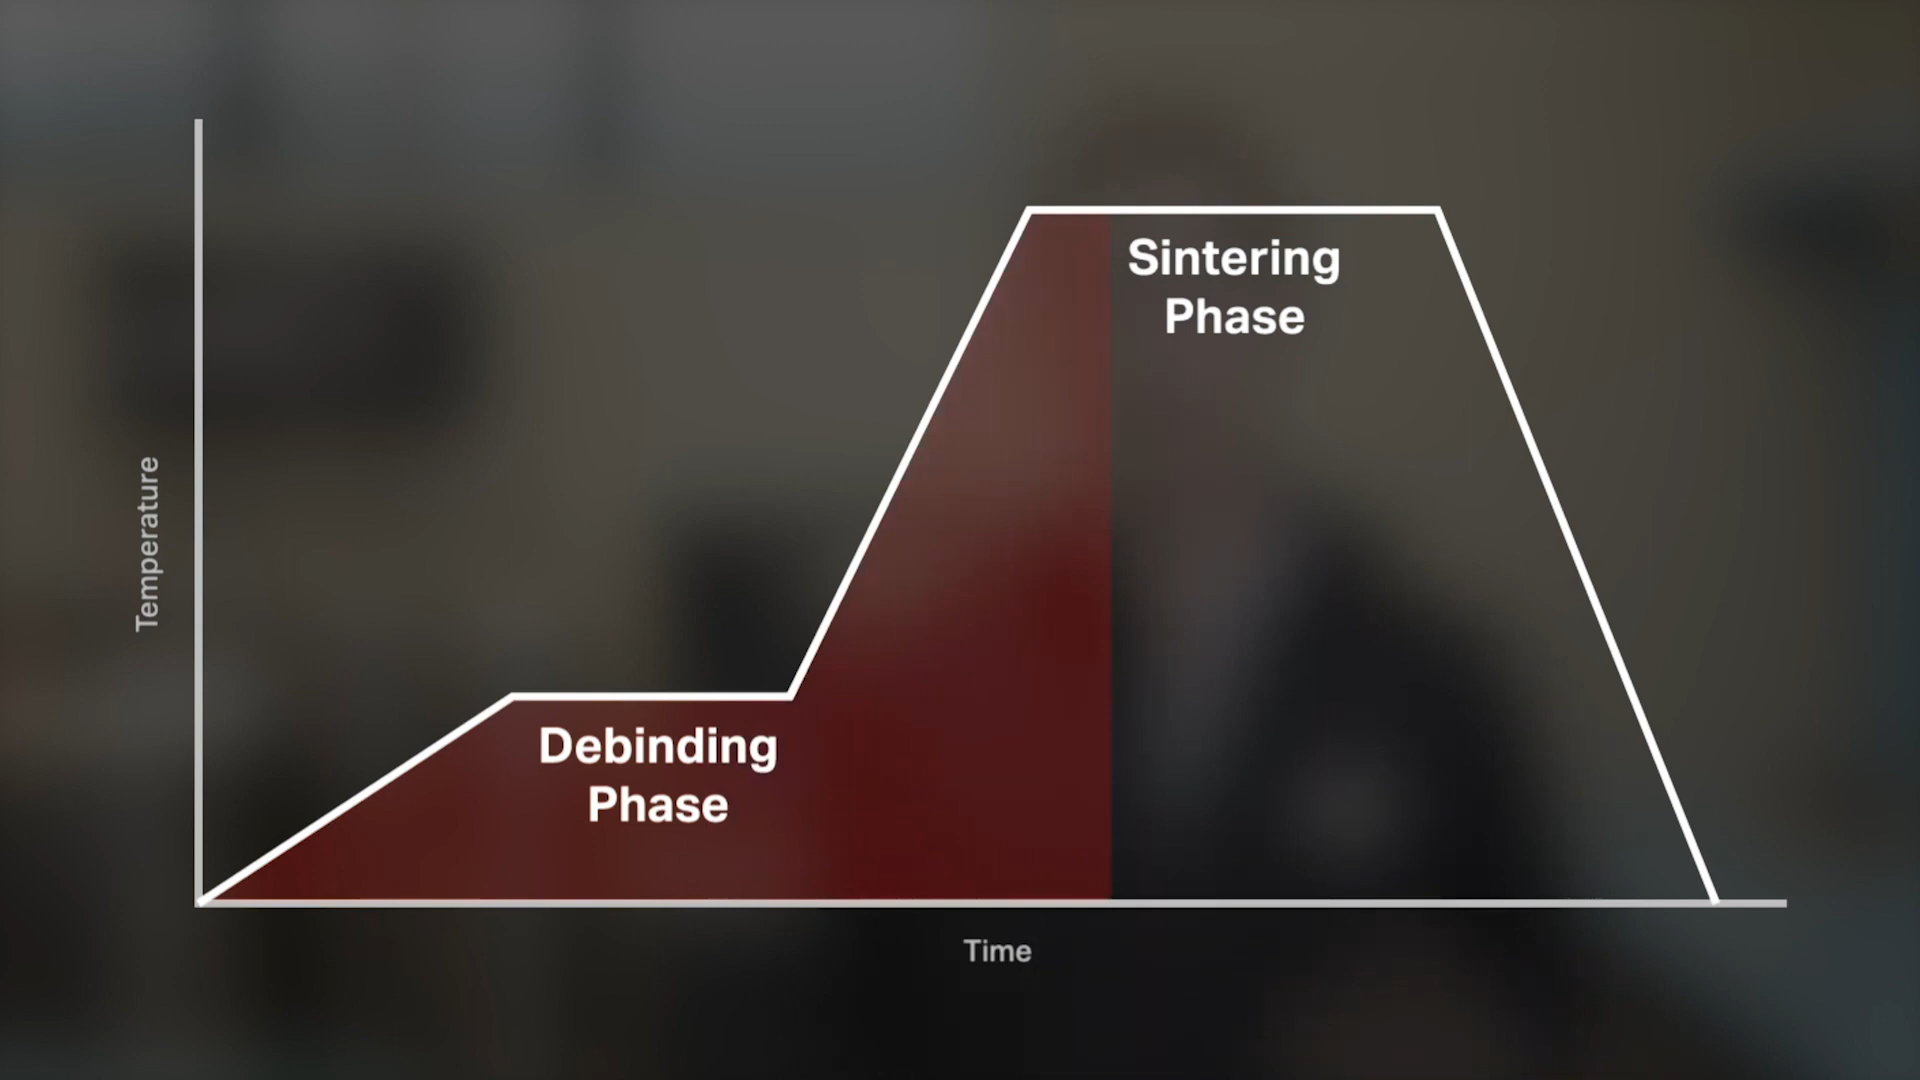 Sintering
Phase
Temperature
Debinding
Phase
Time